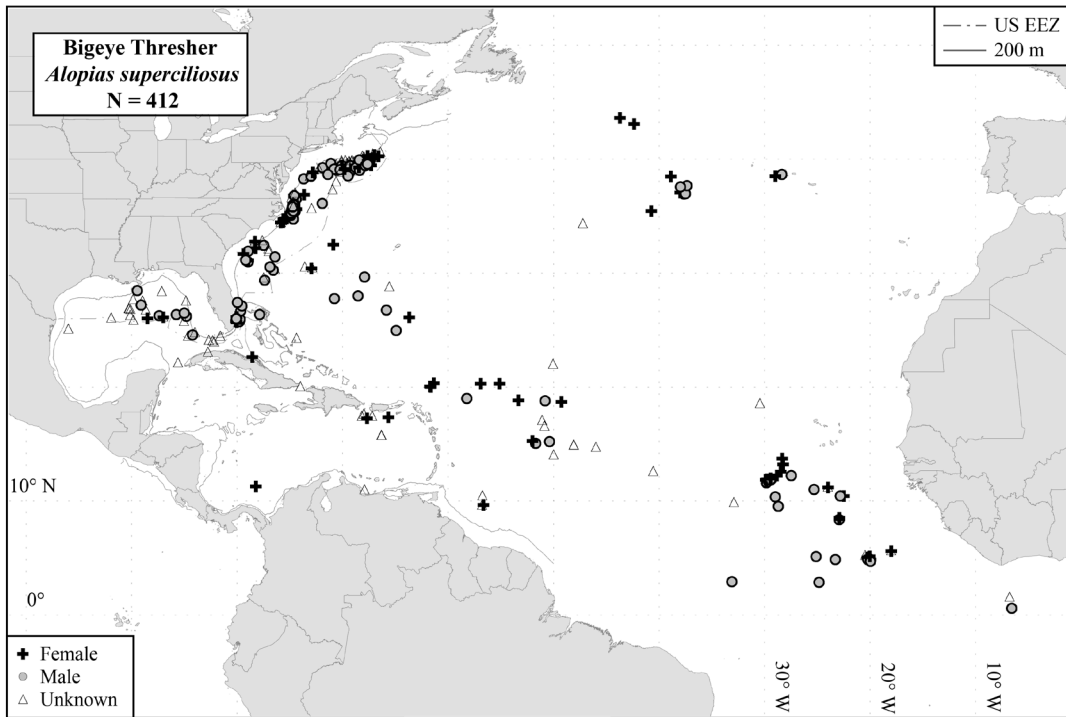 Bigeye Thresher
Alopias superciliosus
N = 412
US EEZ
200 m
10° N
0°
Female
Male
Unknown
30° W
20° W
10° W